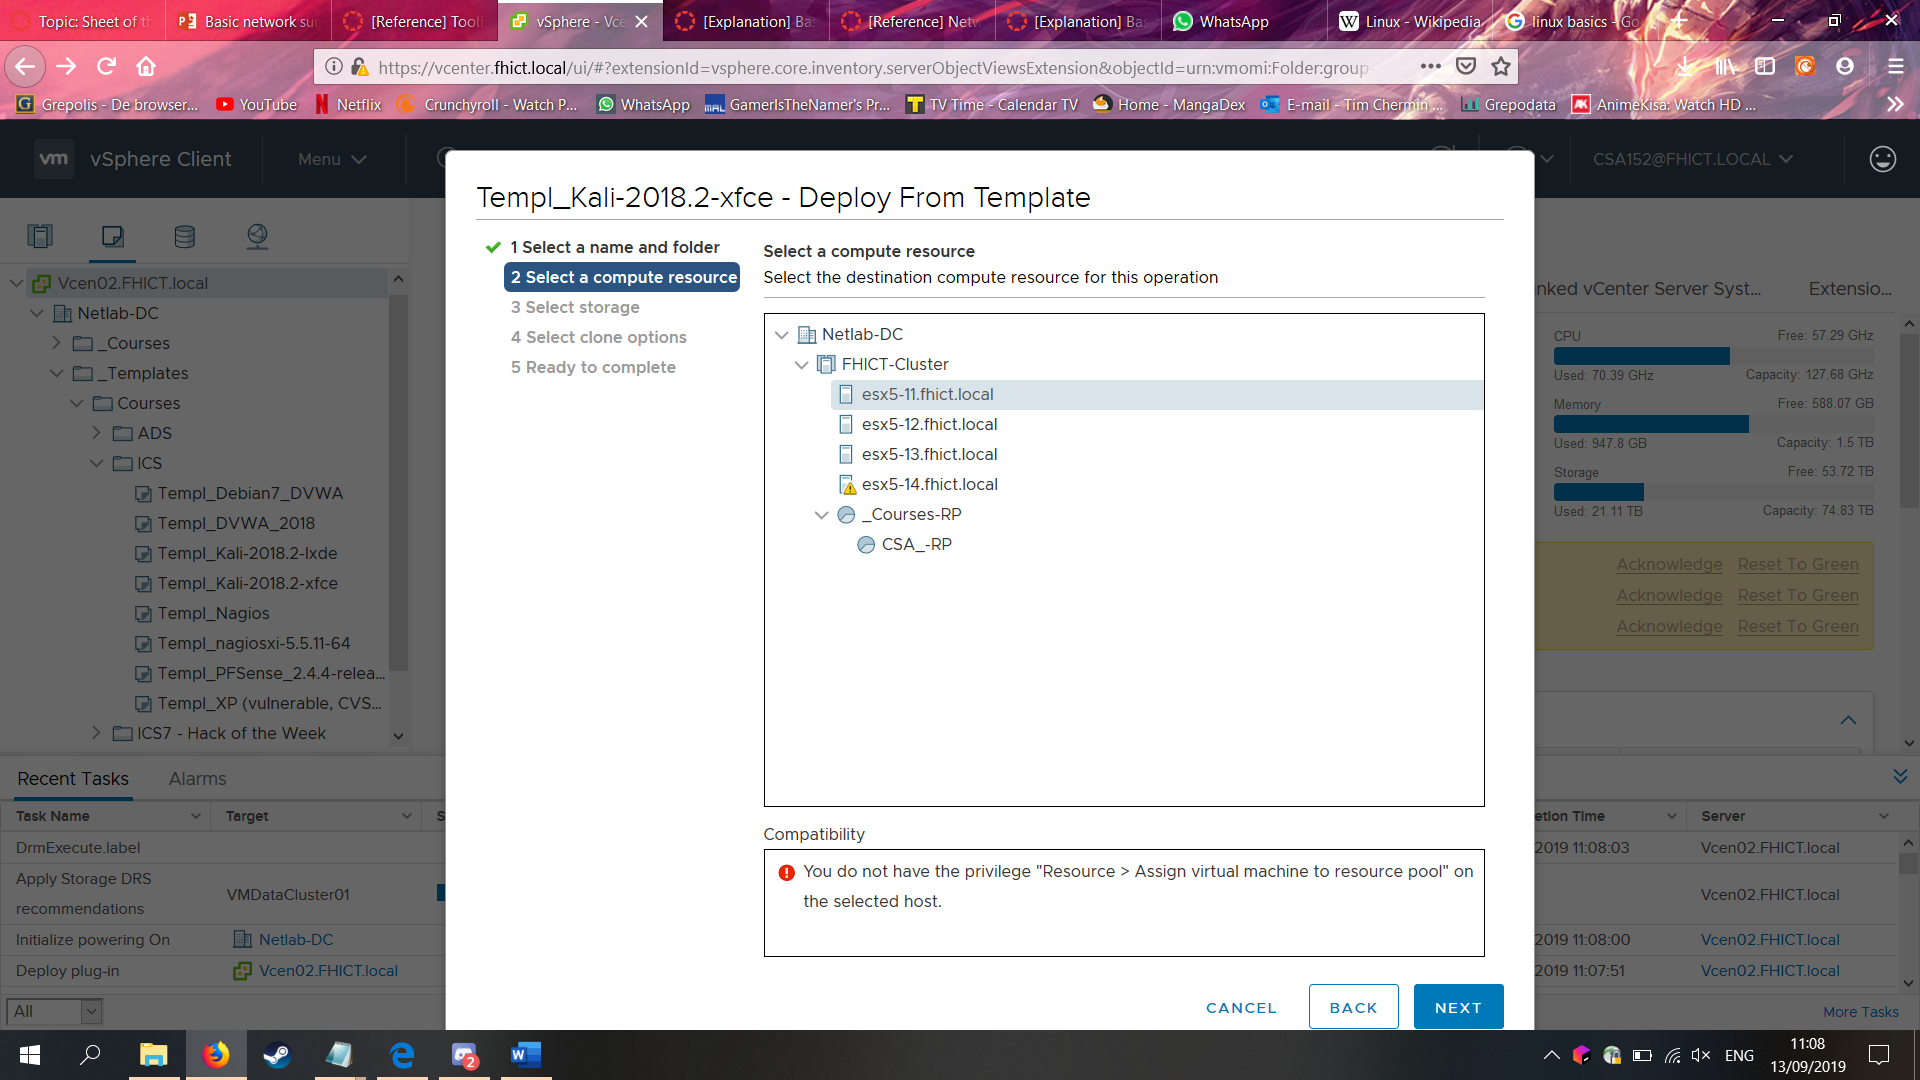 Topic: Sheet of th
Basic network su
[Reference] Tooli
vSphere - Vce
[Explanation] Ba
[Reference] Netw
[Explanation] Ba
WhatsApp
Linux - Wikipedia
linux basics - Go
https://vcenter.fhict.local/ui/#?extensionId=vsphere.core.inventory.serverObjectViewsExtension&objectId=urn:vmomi:Folder:group-
Grepolis - De browser...
YouTube
Netflix
Crunchyroll - Watch P...
WhatsApp
GamerIsTheNamer's Pr...
TV Time - Calendar TV
Home - MangaDex
E-mail - Tim Chermin ...
Grepodata
AnimeKisa: Watch HD ...
vm vSphere Client
Menu
CSA152@FHICT.LOCAL
Vcen02.FHICT.local
Netlab-DC
_Courses
_Templates
Courses
ADS
ICS
Templ_Debian7_DVWA
Templ_DVWA_2018
Templ_Kali-2018.2-lxde
Templ_Kali-2018.2-xfce
Templ_Nagios
Templ_nagiosxi-5.5.11-64
Templ_PFSense_2.4.4-relea...
Templ_XP (vulnerable, CVS...
ICS7 - Hack of the Week
Templ_Kali-2018.2-xfce - Deploy From Template
1 Select a name and folder
2 Select a compute resource
3 Select storage
4 Select clone options
5 Ready to complete
Select a compute resource
Select the destination compute resource for this operation
Netlab-DC
FHICT-Cluster
esx5-11.fhict.local
esx5-12.fhict.local
esx5-13.fhict.local
esx5-14.fhict.local
_Courses-RP
CSA_-RP
Compatibility
You do not have the privilege "Resource > Assign virtual machine to resource pool" on
the selected host.
CANCEL
BACK
NEXT
inked vCenter Server Syst...
Extensio...
CPU
Free: 57.29 GHz
Used: 70.39 GHz
Capacity: 127.68 GHz
Memory
Free: 588.07 GB
Used: 947.8 GB
Capacity: 1.5 TB
Storage
Free: 53.72 TB
Used: 21.11 TB
Capacity: 74.83 TB
Acknowledge Reset To Green
Acknowledge Reset To Green
Acknowledge Reset To Green
Recent Tasks
Alarms
Task Name
Target
S
etion Time
Server
DrmExecute.label
2019 11:08:03
Vcen02.FHICT.local
Apply Storage DRS
recommendations
VMDataCluster01
Vcen02.FHICT.local
Initialize powering On
Netlab-DC
2019 11:08:00
Vcen02.FHICT.local
Deploy plug-in
Vcen02.FHICT.local
2019 11:07:51
Vcen02.FHICT.local
All
More Tasks
2
ENG
11:08
13/09/2019